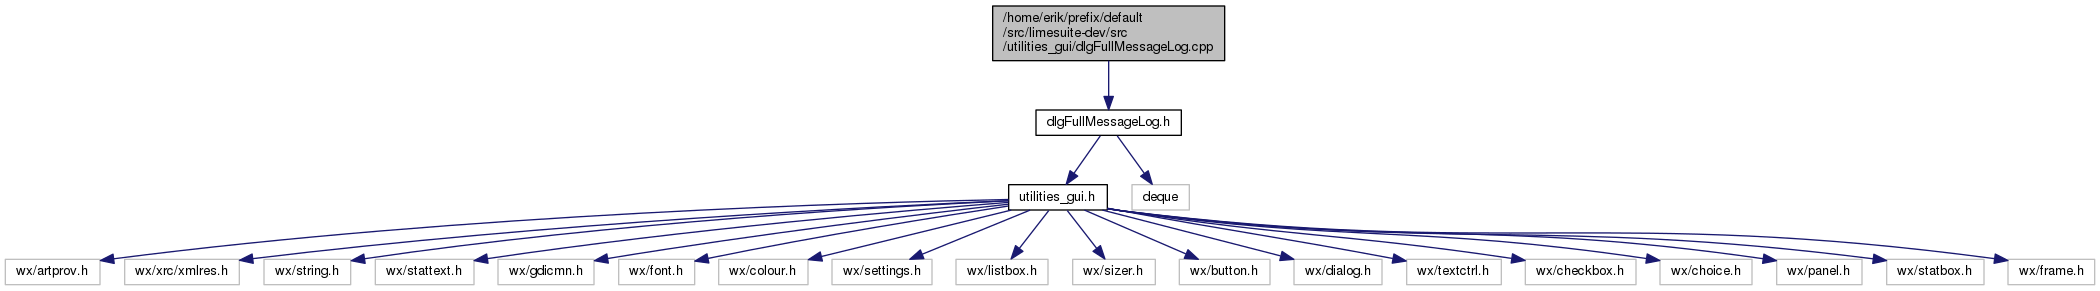 /home/erik/prefix/default
/src/limesuite-dev/src
/utilities_gui/dlgFullMessageLog.cpp
dlgFullMessageLog.h
utilities_gui.h
deque
wx/artprov.h
wx/xrc/xmlres.h
wx/string.h
wx/stattext.h
wx/gdicmn.h
wx/font.h
wx/colour.h
wx/settings.h
wx/listbox.h
wx/sizer.h
wx/button.h
wx/dialog.h
wx/textctrl.h
wx/checkbox.h
wx/choice.h
wx/panel.h
wx/statbox.h
wx/frame.h